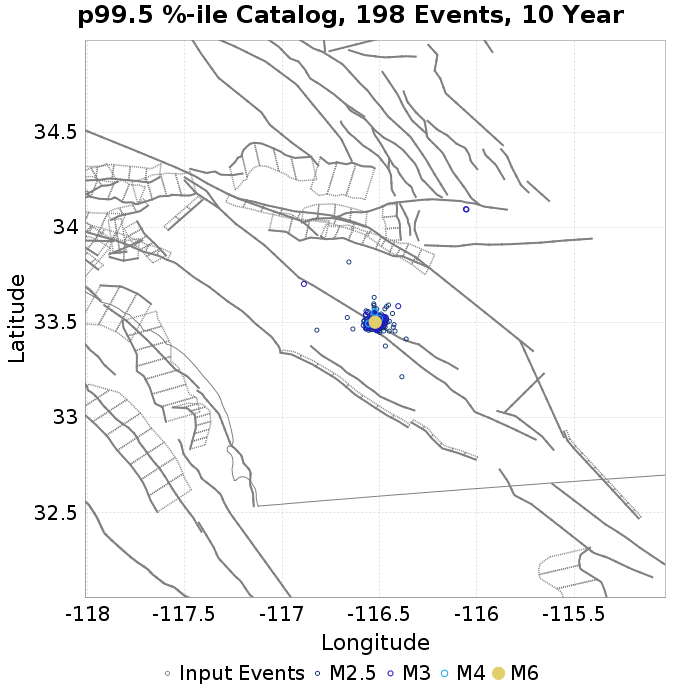 p99.5 %-ile Catalog, 198 Events, 10 Year
34.5
34
33.5
33
32.5
Latitude
-118
-117.5
-117
-116.5
-116
-115.5
Longitude
Input Events M2.5 M3 M4 M6